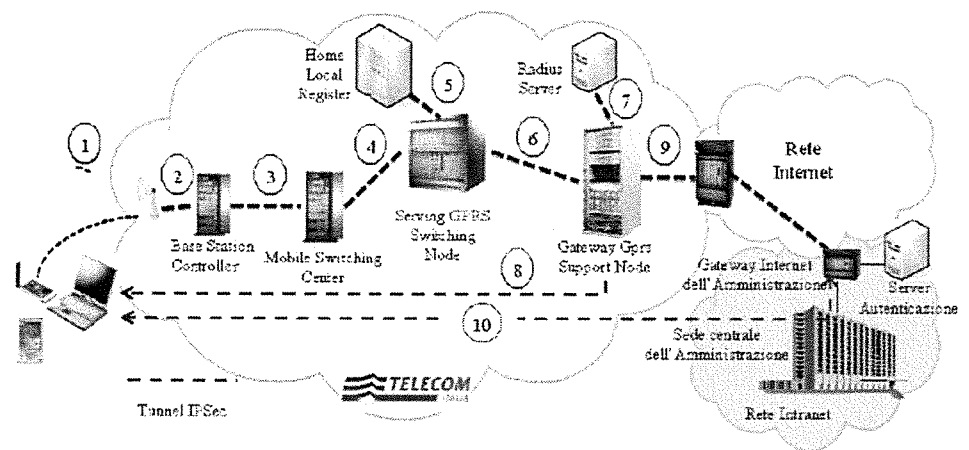 Home
Local
Register
5
Radius
Server
7
1
2
3
4
6
9
Rete
Internet
Base Station
Controller
Mobile Switching
Center
Serving GPRS
Switching
Node
Gateway Gprs
Support Node
8
Gateway Internet
dell'Amministrazione
Server
Autenticazione
10
Sede centrale
dell'Amministrazione
TELECOM
Tunnel IPSec
Rete Intranet